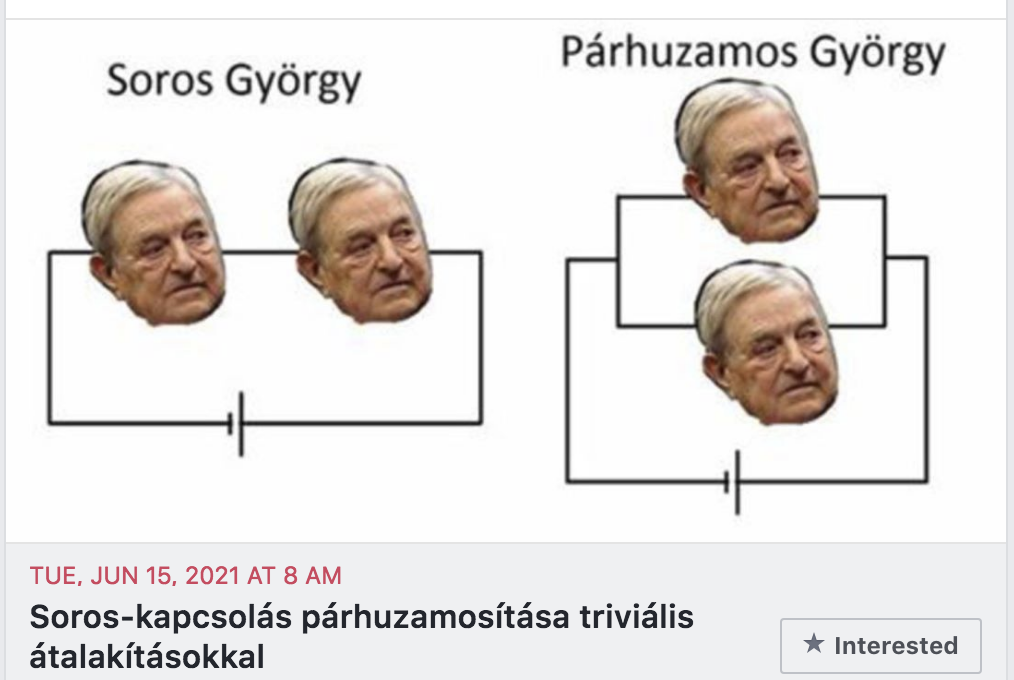 Soros György
Párhuzamos György
TUE, JUN 15, 2021 AT 8 AM
Soros-kapcsolás párhuzamosítása triviális
átalakításokkal
★ Interested